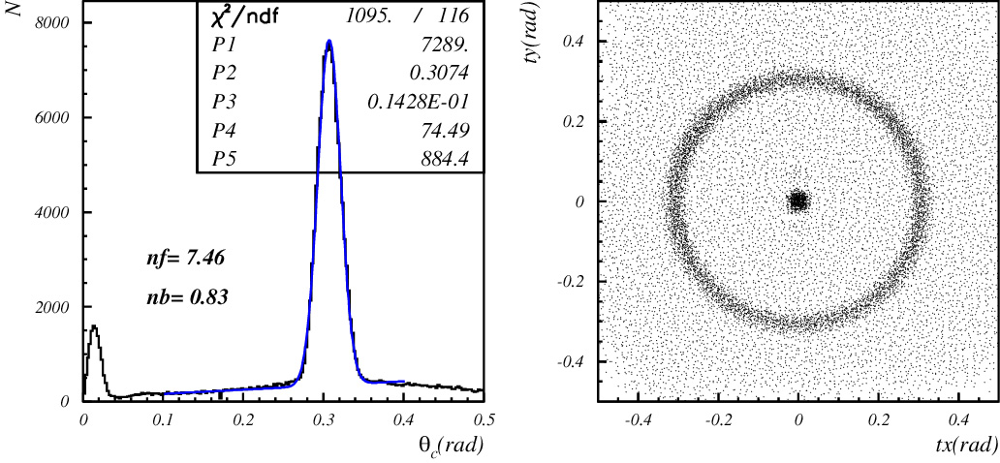 N
8000
6000
4000
2000
0
χ²/ndf 1095. / 116
P1 7289.
P2 0.3074
P3 0.1428E-01
P4 74.49
P5 884.4
nf= 7.46
nb= 0.83
0 0.1 0.2 0.3 0.4 0.5
θc(rad)
ty(rad)
0.4
0.2
0
-0.2
-0.4
-0.4 -0.2 0 0.2 0.4
tx(rad)